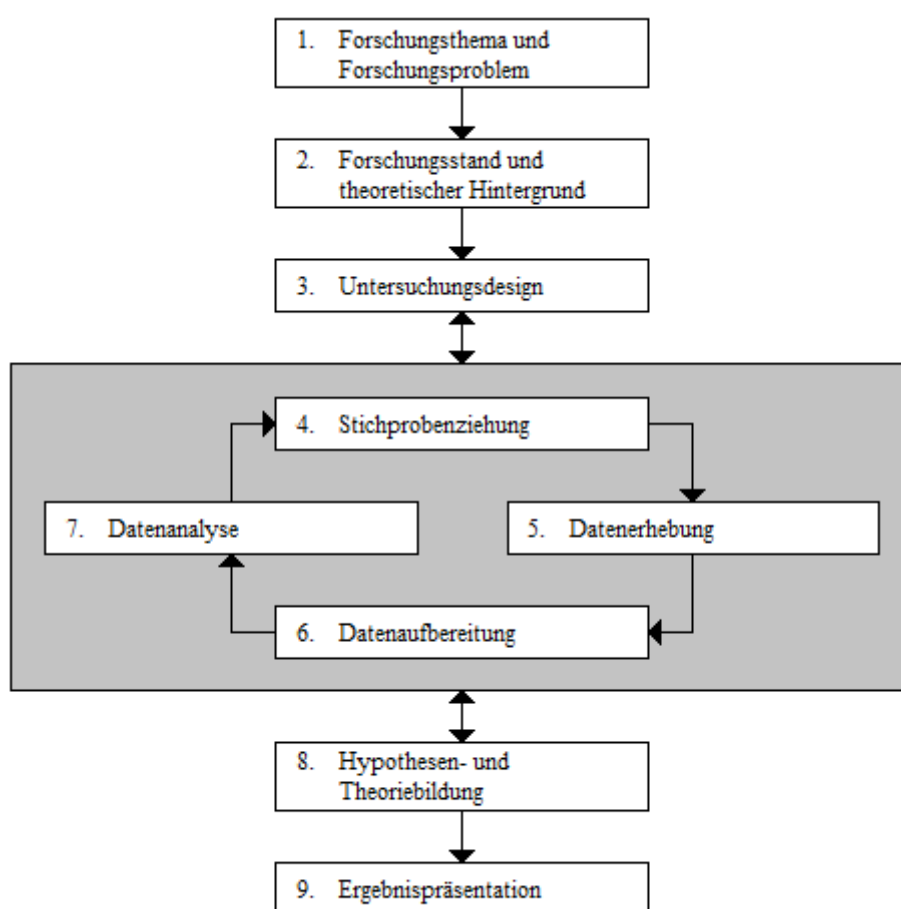 1. Forschungsthema und
Forschungsproblem
2. Forschungsstand und
theoretischer Hintergrund
3. Untersuchungsdesign
4. Stichprobenziehung
7. Datenanalyse
5. Datenerhebung
6. Datenaufbereitung
8. Hypothesen- und
Theoriebildung
9. Ergebnispräsentation